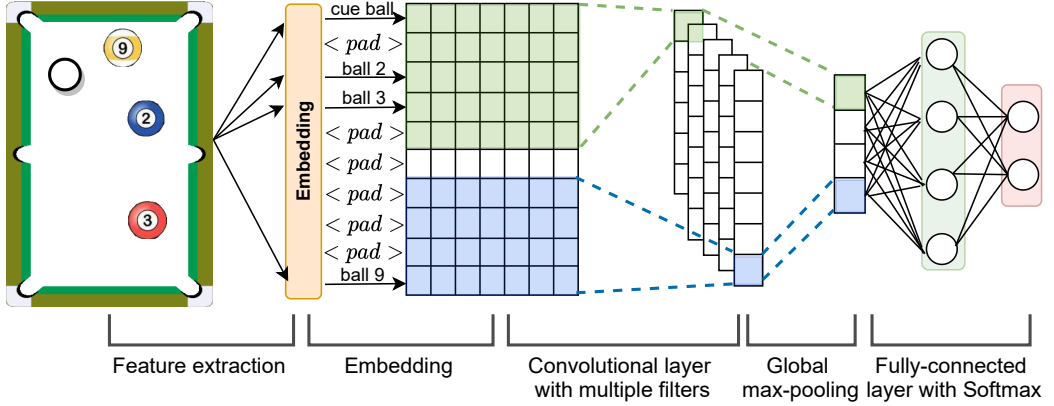 9
2
3
Embedding
cue ball
< pad >
ball 2
ball 3
< pad >
< pad >
< pad >
< pad >
< pad >
ball 9
Feature extraction
Embedding
Convolutional layer
with multiple filters
Global
max-pooling
Fully-connected
layer with Softmax